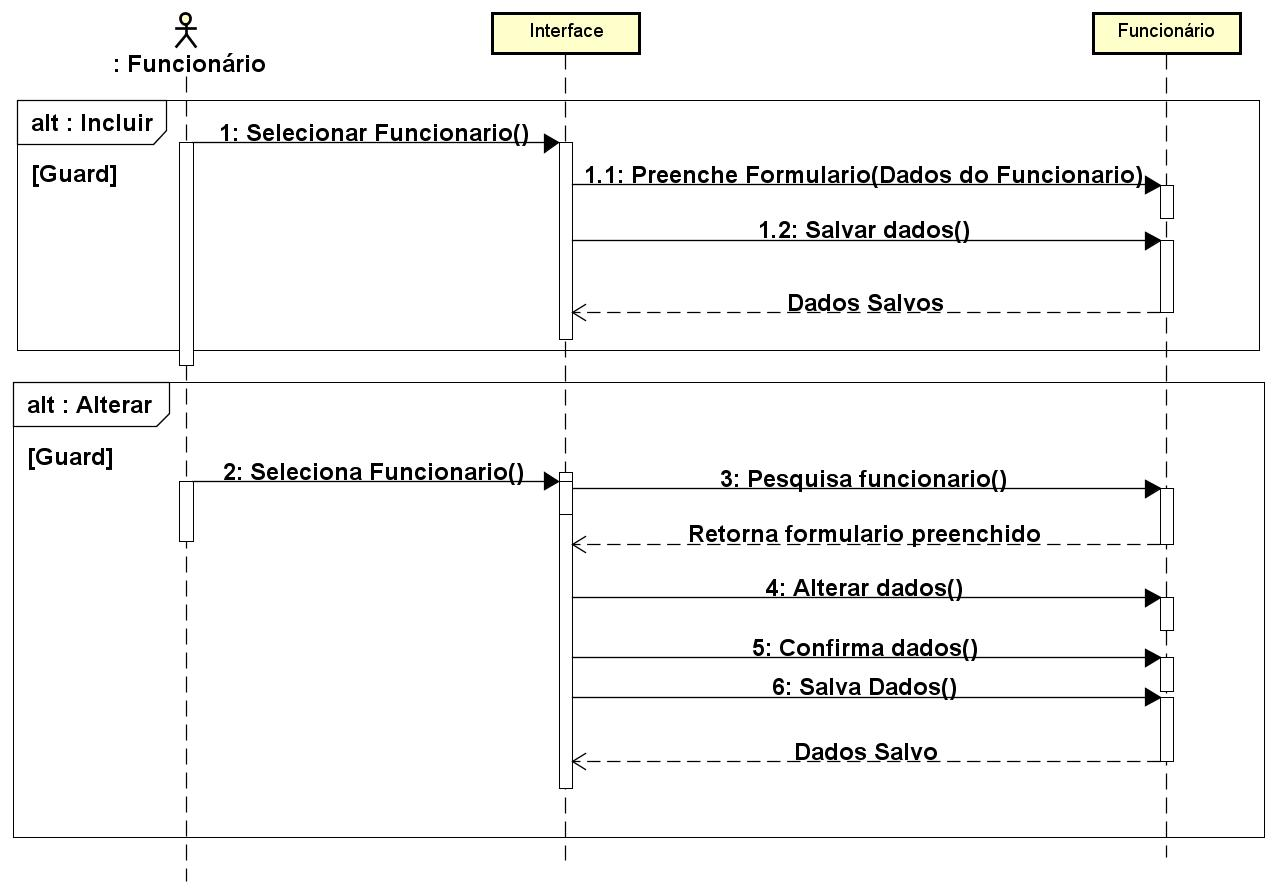 Interface
Funcionário
: Funcionário
alt : Incluir
1: Selecionar Funcionario()
[Guard]
1.1: Preenche Formulario(Dados do Funcionario)
1.2: Salvar dados()
Dados Salvos
alt : Alterar
[Guard]
2: Seleciona Funcionario()
3: Pesquisa funcionario()
Retorna formulario preenchido
4: Alterar dados()
5: Confirma dados()
6: Salva Dados()
Dados Salvo